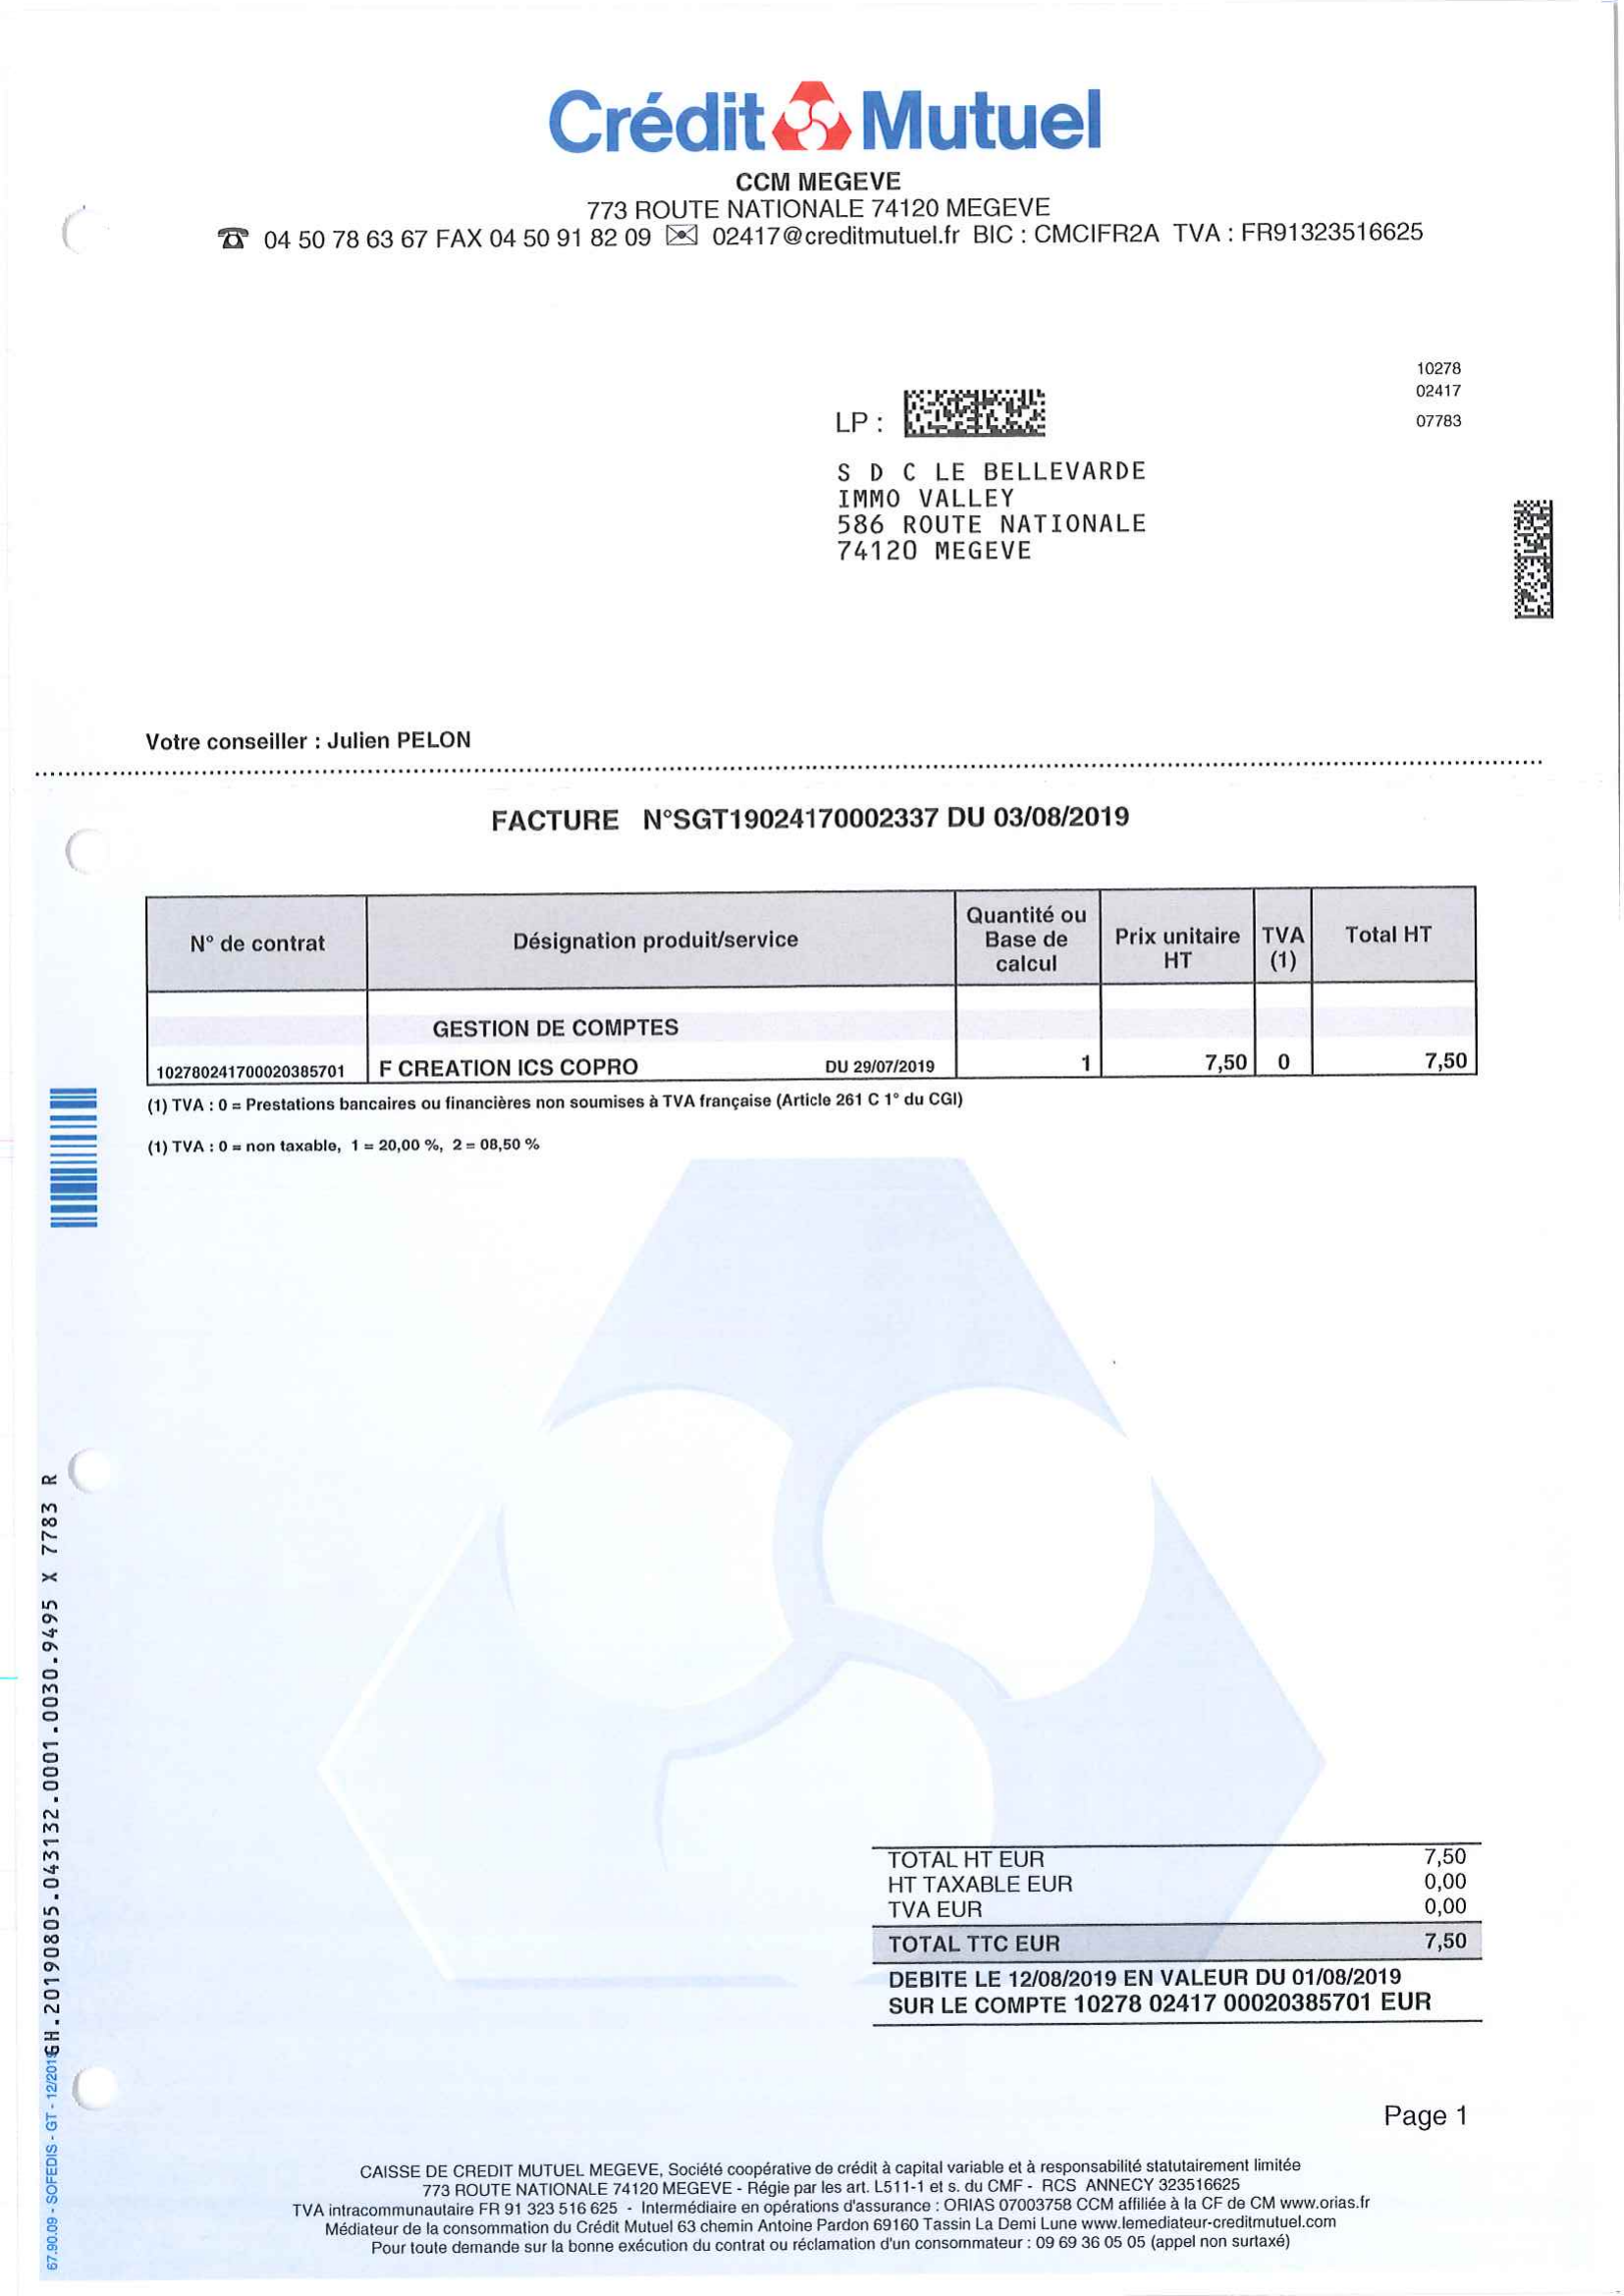 Crédit Mutuel
CCM MEGEVE
773 ROUTE NATIONALE 74120 MEGEVE
04 50 78 63 67 FAX 04 50 91 82 09 02417@creditmutuel.fr BIC : CMCIFR2A TVA : FR91323516625
10278
02417
07783
LP :
S D C LE BELLEVARDE
IMMO VALLEY
586 ROUTE NATIONALE
74120 MEGEVE
Votre conseiller : Julien PELON
FACTURE N°SGT19024170002337 DU 03/08/2019
N° de contrat Désignation produit/service Quantité ou Base de calcul Prix unitaire HT TVA (1) Total HT
GESTION DE COMPTES
102780241700020385701 F CREATION ICS COPRO DU 29/07/2019 1 7,50 0 7,50
(1) TVA : 0 = Prestations bancaires ou financières non soumises à TVA française (Article 261 C 1° du CGI)
(1) TVA : 0 = non taxable, 1 = 20,00 %, 2 = 08,50 %
TOTAL HT EUR 7,50
HT TAXABLE EUR 0,00
TVA EUR 0,00
TOTAL TTC EUR 7,50
DEBITE LE 12/08/2019 EN VALEUR DU 01/08/2019
SUR LE COMPTE 10278 02417 00020385701 EUR
GH.20190805.043132.0001.0030.9495 X 7783 R
67.90.09 - SOFEDIS - GT - 12/201
Page 1
CAISSE DE CREDIT MUTUEL MEGEVE, Société coopérative de crédit à capital variable et à responsabilité statutairement limitée
773 ROUTE NATIONALE 74120 MEGEVE - Régie par les art. L511-1 et s. du CMF - RCS ANNECY 323516625
TVA intracommunautaire FR 91 323 516 625 - Intermédiaire en opérations d'assurance : ORIAS 07003758 CCM affiliée à la CF de CM www.orias.fr
Médiateur de la consommation du Crédit Mutuel 63 chemin Antoine Pardon 69160 Tassin La Demi Lune www.lemediateur-creditmutuel.com
Pour toute demande sur la bonne exécution du contrat ou réclamation d'un consommateur : 09 69 36 05 05 (appel non surtaxé)